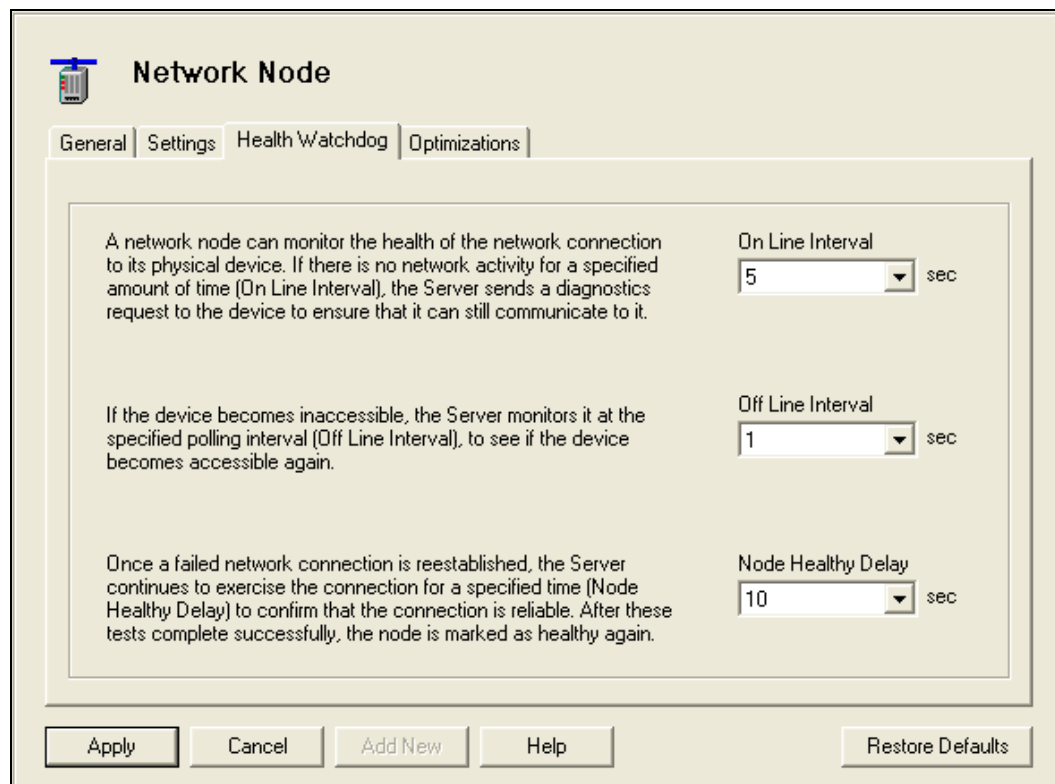 Network Node
General Settings Health Watchdog Optimizations
A network node can monitor the health of the network connection
to its physical device. If there is no network activity for a specified
amount of time (On Line Interval), the Server sends a diagnostics
request to the device to ensure that it can still communicate to it.
On Line Interval
5 sec
If the device becomes inaccessible, the Server monitors it at the
specified polling interval (Off Line Interval), to see if the device
becomes accessible again.
Off Line Interval
1 sec
Once a failed network connection is reestablished, the Server
continues to exercise the connection for a specified time (Node
Healthy Delay) to confirm that the connection is reliable. After these
tests complete successfully, the node is marked as healthy again.
Node Healthy Delay
10 sec
Apply Cancel Add New Help Restore Defaults